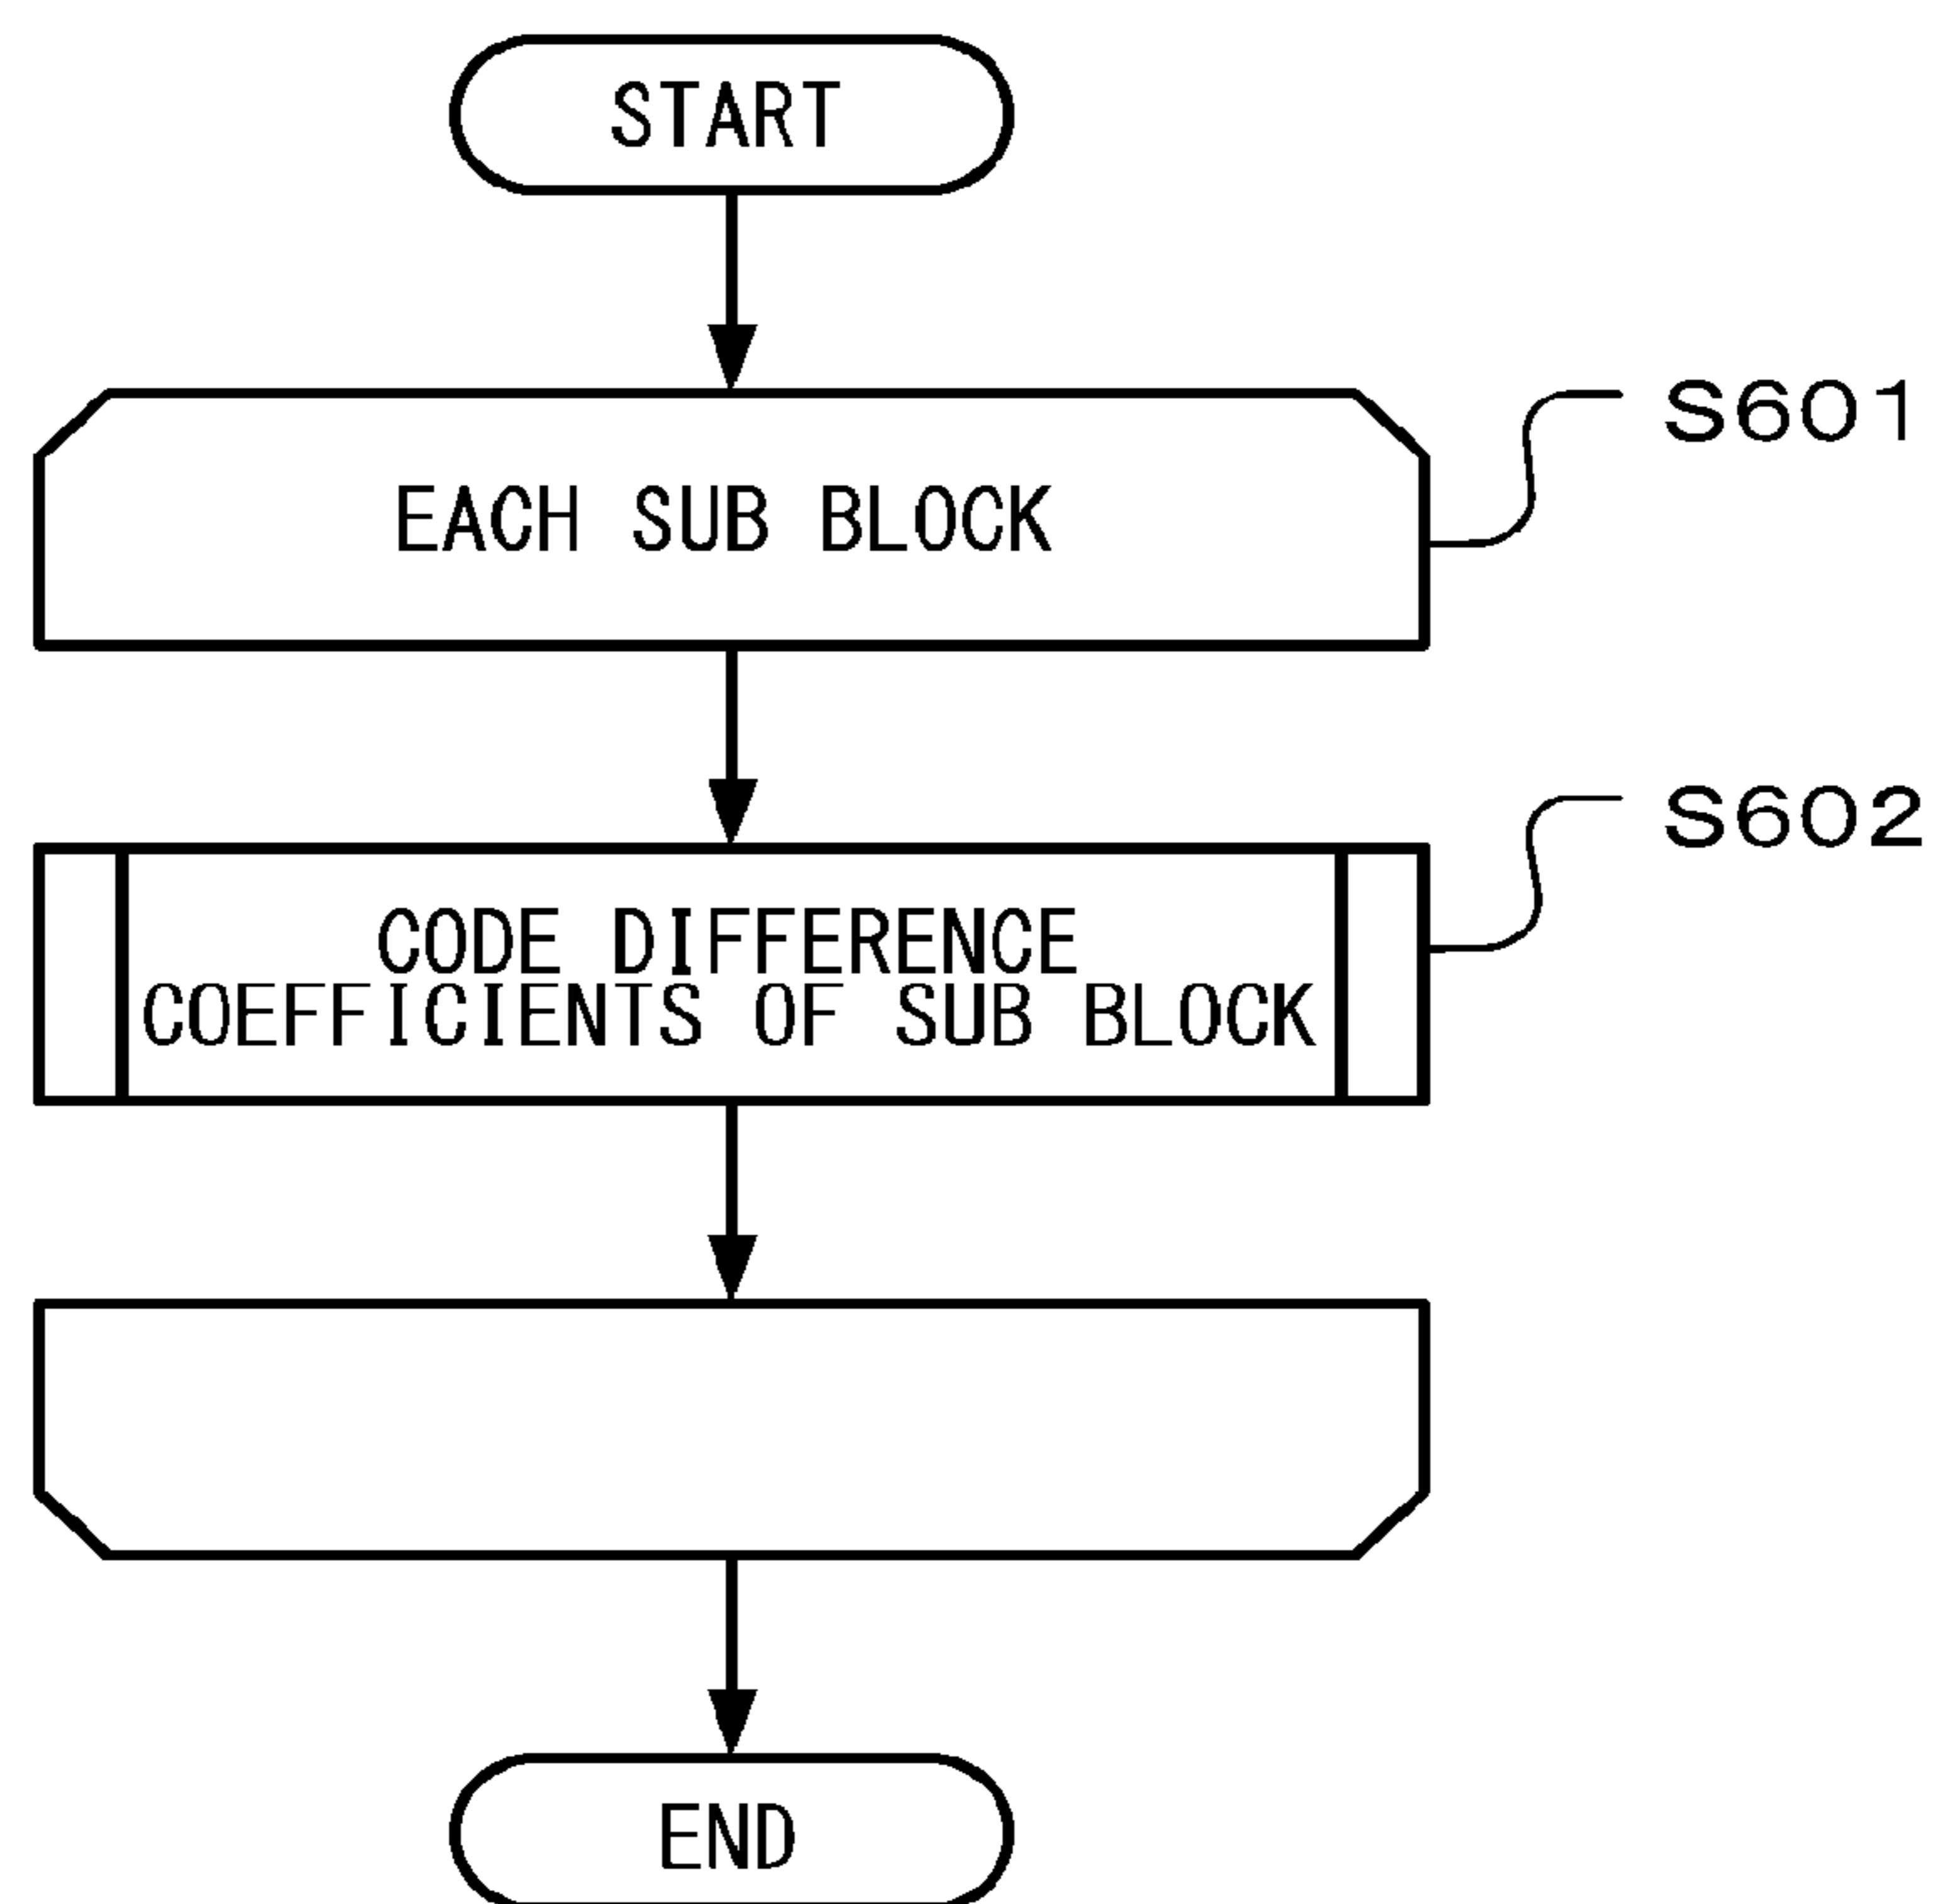 START
EACH SUB BLOCK
S601
CODE DIFFERENCE
COEFFICIENTS OF SUB BLOCK
S602
END